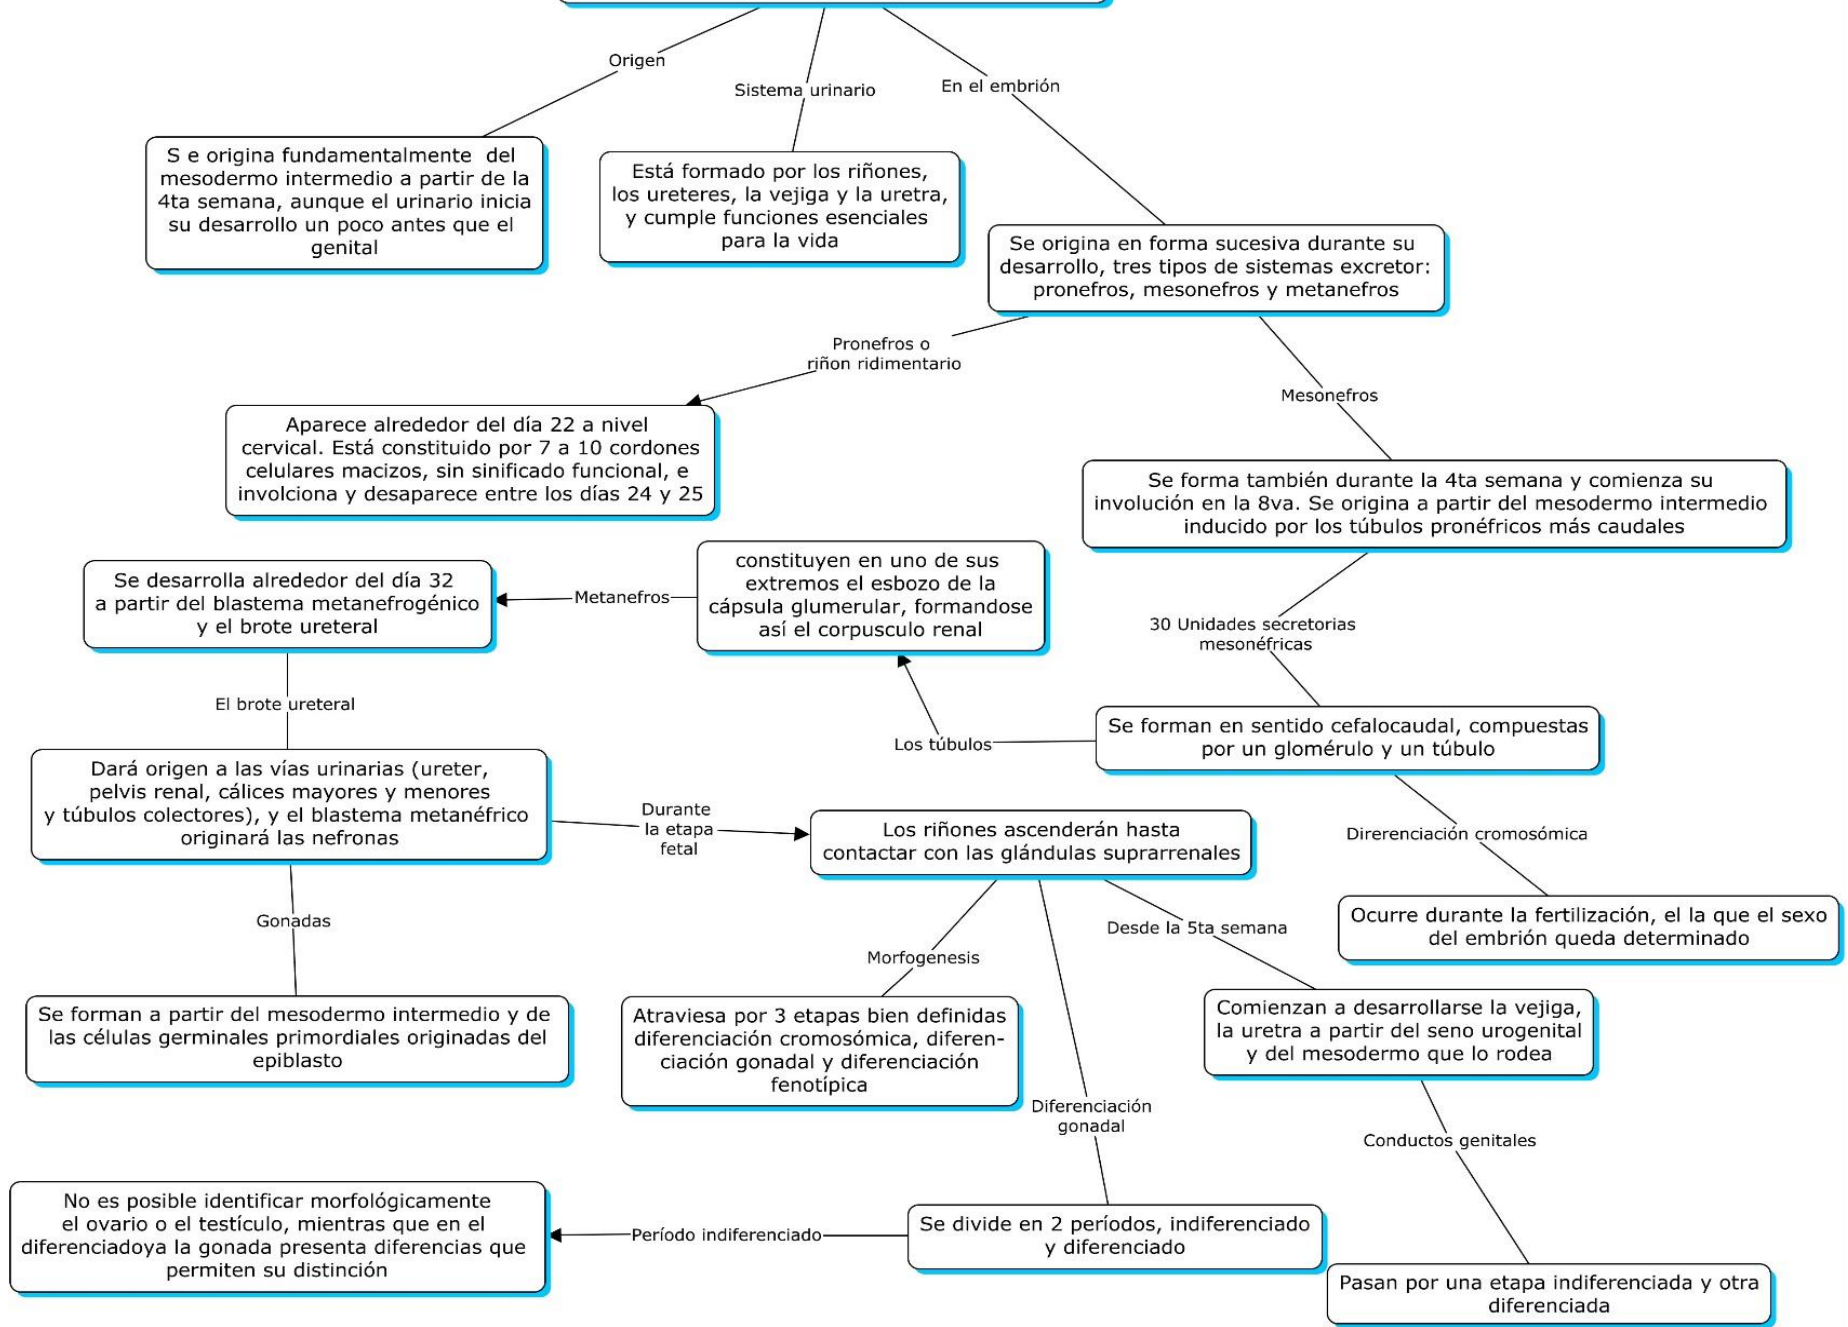 Origen
Sistema urinario
En el embrión
S e origina fundamentalmente  del
mesodermo intermedio a partir de la
4ta semana, aunque el urinario inicia
su desarrollo un poco antes que el
genital
Está formado por los riñones,
los ureteres, la vejiga y la uretra,
y cumple funciones esenciales
para la vida
Se origina en forma sucesiva durante su
desarrollo, tres tipos de sistemas excretor:
pronefros, mesonefros y metanefros
Pronefros o
riñon ridimentario
Mesonefros
Aparece alrededor del día 22 a nivel
cervical. Está constituido por 7 a 10 cordones
celulares macizos, sin sinificado funcional, e
involciona y desaparece entre los días 24 y 25
Se forma también durante la 4ta semana y comienza su
involución en la 8va. Se origina a partir del mesodermo intermedio
inducido por los túbulos pronéfricos más caudales
Se desarrolla alrededor del día 32
a partir del blastema metanefrogénico
y el brote ureteral
Metanefros
constituyen en uno de sus
extremos el esbozo de la
cápsula glumerular, formandose
así el corpusculo renal
30 Unidades secretorias
mesonéfricas
El brote ureteral
Los túbulos
Se forman en sentido cefalocaudal, compuestas
por un glomérulo y un túbulo
Dará origen a las vías urinarias (ureter,
pelvis renal, cálices mayores y menores
y túbulos colectores), y el blastema metanéfrico
originará las nefronas
Durante
la etapa
fetal
Los riñones ascenderán hasta
contactar con las glándulas suprarrenales
Direrenciación cromosómica
Gonadas
Morfogenesis
Desde la 5ta semana
Ocurre durante la fertilización, el la que el sexo
del embrión queda determinado
Se forman a partir del mesodermo intermedio y de
las células germinales primordiales originadas del
epiblasto
Atraviesa por 3 etapas bien definidas
diferenciación cromosómica, diferen-
ciación gonadal y diferenciación
fenotípica
Comienzan a desarrollarse la vejiga,
la uretra a partir del seno urogenital
y del mesodermo que lo rodea
Diferenciación
gonadal
Conductos genitales
No es posible identificar morfológicamente
el ovario o el testículo, mientras que en el
diferenciadoya la gonada presenta diferencias que
permiten su distinción
Período indiferenciado
Se divide en 2 períodos, indiferenciado
y diferenciado
Pasan por una etapa indiferenciada y otra
diferenciada